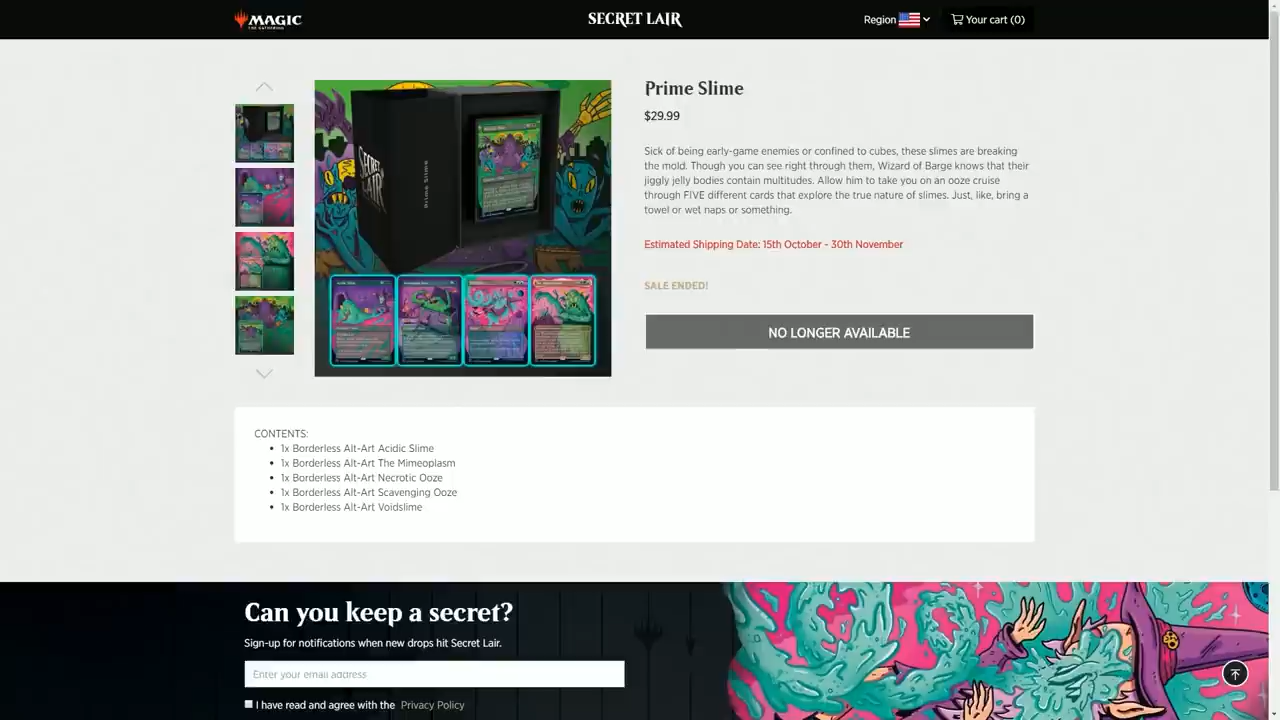 MAGIC
THE GATHERING
SECRET LAIR
Region
Your cart (0)
Prime Slime
$29.99
Sick of being early-game enemies or confined to cubes, these slimes are breaking
the mold. Though you can see right through them, Wizard of Barge knows that their
jiggly jelly bodies contain multitudes. Allow him to take you on an ooze cruise
through FIVE different cards that explore the true nature of slimes. Just, like, bring a
towel or wet naps or something.
Estimated Shipping Date: 15th October - 30th November
SALE ENDED!
NO LONGER AVAILABLE
SECRET
LAIR
Prime Slime
CONTENTS:
1x Borderless Alt-Art Acidic Slime
1x Borderless Alt-Art The Mimeoplasm
1x Borderless Alt-Art Necrotic Ooze
1x Borderless Alt-Art Scavenging Ooze
1x Borderless Alt-Art Voidslime
Can you keep a secret?
Sign-up for notifications when new drops hit Secret Lair.
Enter your email address
I have read and agree with the Privacy Policy